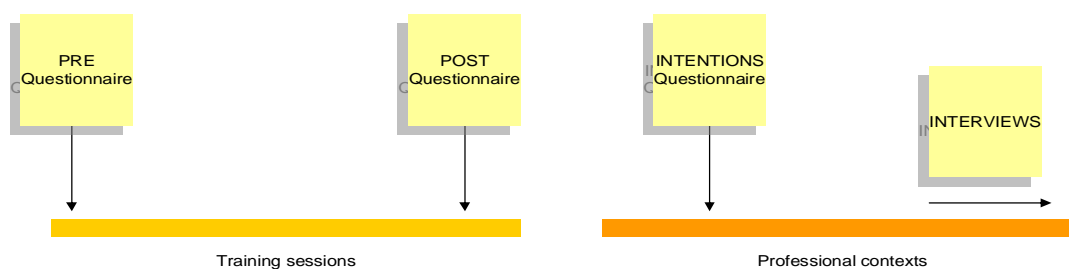 PRE
Questionnaire
POST
Questionnaire
INTENTIONS
Questionnaire
INTERVIEWS
Training sessions
Professional contexts